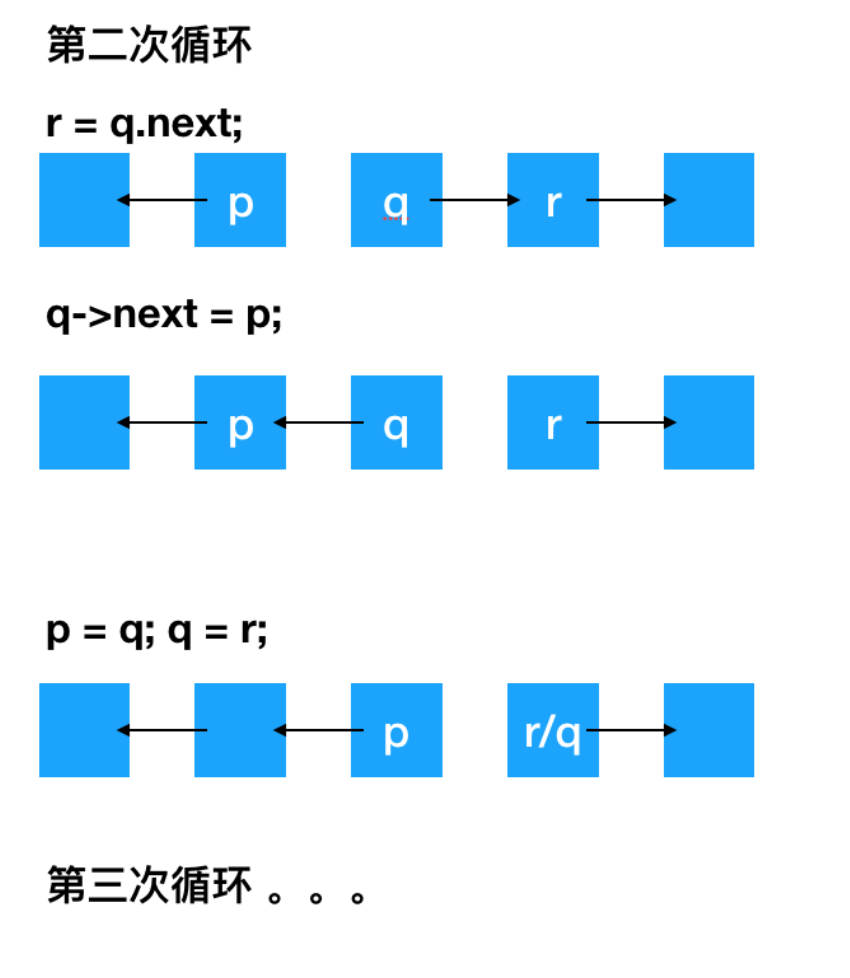 第二次循环
r = q.next;
p q r
q->next = p;
p q r
p = q; q = r;
p r/q
第三次循环 。。。